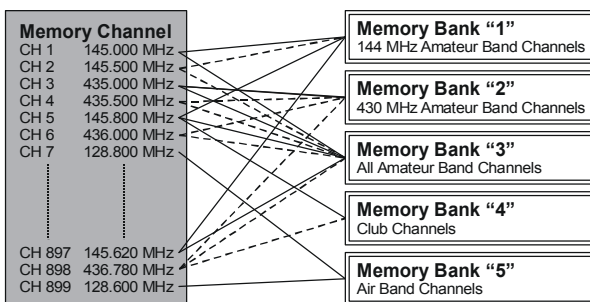 Memory Channel
CH 1 145.000 MHz
CH 2 145.500 MHz
CH 3 435.000 MHz
CH 4 435.500 MHz
CH 5 145.800 MHz
CH 6 436.000 MHz
CH 7 128.800 MHz
CH 897 145.620 MHz
CH 898 436.780 MHz
CH 899 128.600 MHz
Memory Bank “1”
144 MHz Amateur Band Channels
Memory Bank “2”
430 MHz Amateur Band Channels
Memory Bank “3”
All Amateur Band Channels
Memory Bank “4”
Club Channels
Memory Bank “5”
Air Band Channels